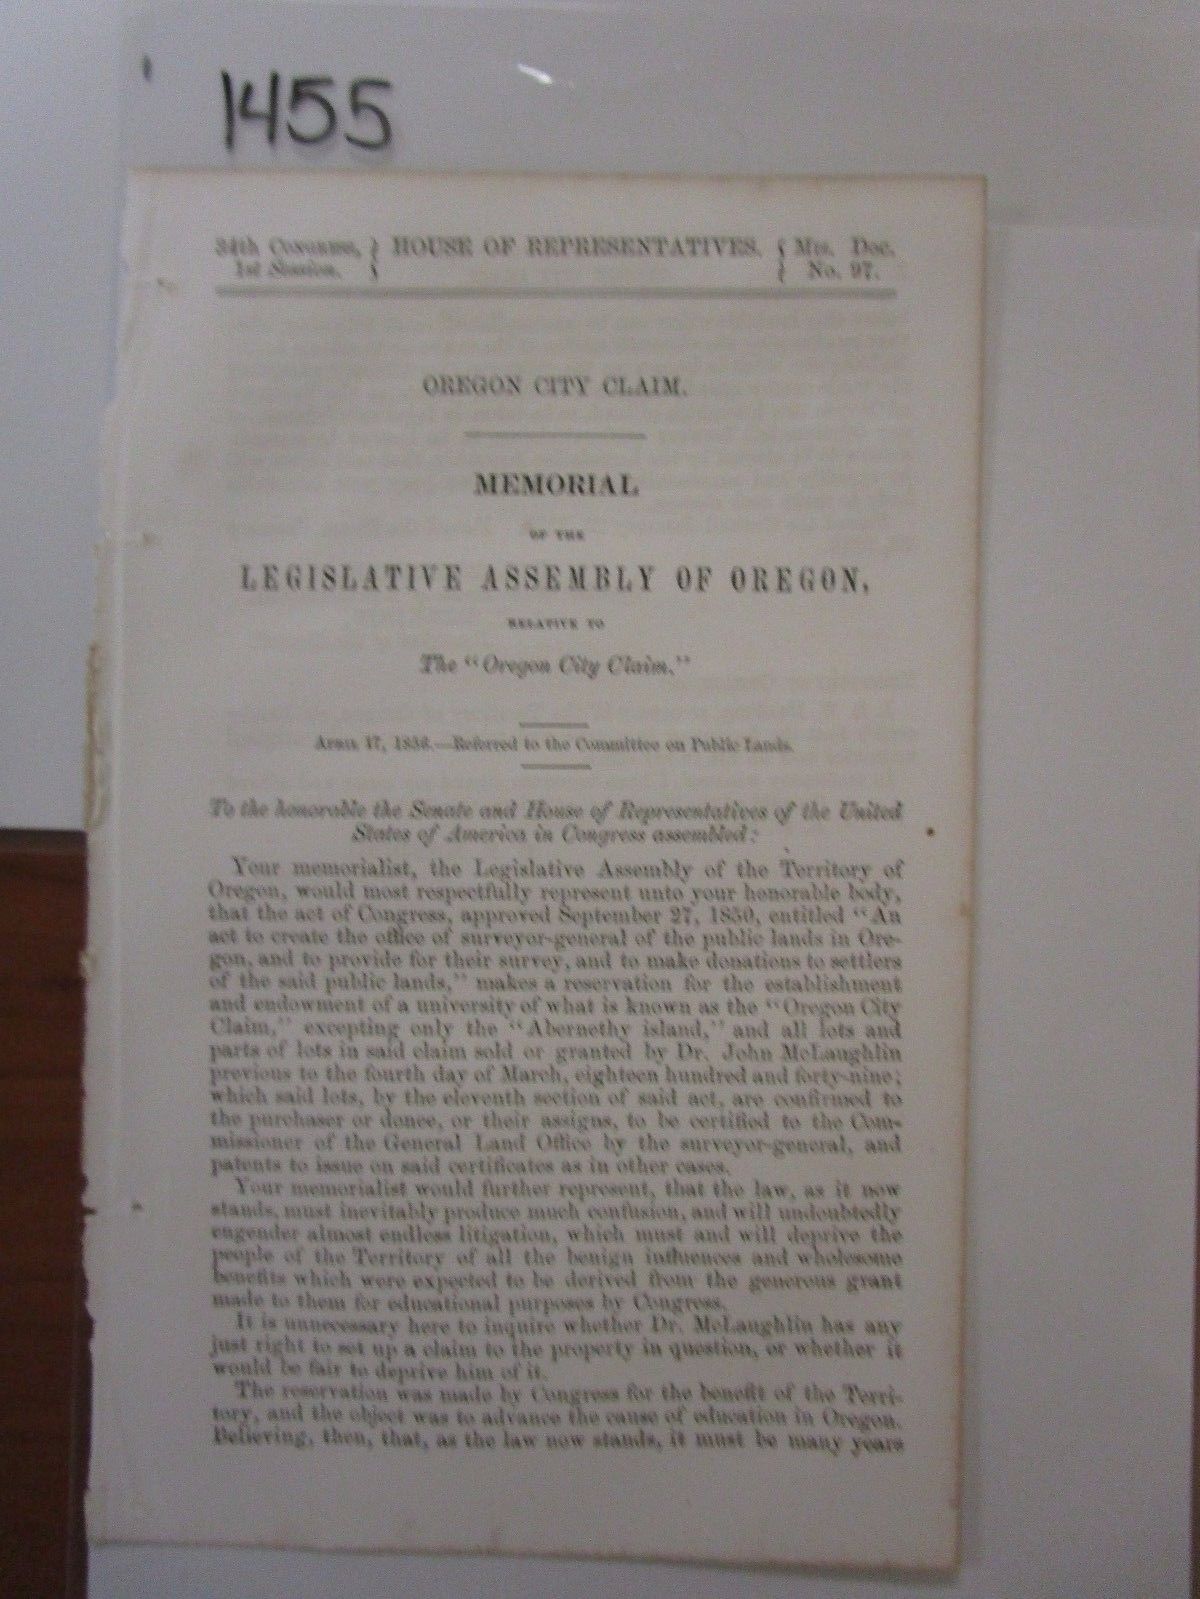 1455
34th Congress, } HOUSE OF REPRESENTATIVES. { Mis. Doc.
1st Session. } { No. 97.
OREGON CITY CLAIM.
MEMORIAL
OF THE
LEGISLATIVE ASSEMBLY OF OREGON,
RELATIVE TO
The "Oregon City Claim."
April 17, 1856.—Referred to the Committee on Public Lands.
To the honorable the Senate and House of Representatives of the United
States of America in Congress assembled:
Your memorialist, the Legislative Assembly of the Territory of
Oregon, would most respectfully represent unto your honorable body,
that the act of Congress, approved September 27, 1850, entitled "An
act to create the office of surveyor-general of the public lands in Ore-
gon, and to provide for their survey, and to make donations to settlers
of the said public lands," makes a reservation for the establishment
and endowment of a university of what is known as the "Oregon City
Claim," excepting only the "Abernethy island," and all lots and
parts of lots in said claim sold or granted by Dr. John McLaughlin
previous to the fourth day of March, eighteen hundred and forty-nine;
which said lots, by the eleventh section of said act, are confirmed to
the purchaser or donee, or their assigns, to be certified to the Com-
missioner of the General Land Office by the surveyor-general, and
patents to issue on said certificates as in other cases.
Your memorialist would further represent, that the law, as it now
stands, must inevitably produce much confusion, and will undoubtedly
engender almost endless litigation, which must and will deprive the
people of the Territory of all the benign influences and wholesome
benefits which were expected to be derived from the generous grant
made to them for educational purposes by Congress.
It is unnecessary here to inquire whether Dr. McLaughlin has any
just right to set up a claim to the property in question, or whether it
would be fair to deprive him of it.
The reservation was made by Congress for the benefit of the Terri-
tory, and the object was to advance the cause of education in Oregon.
Believing, then, that, as the law now stands, it must be many years